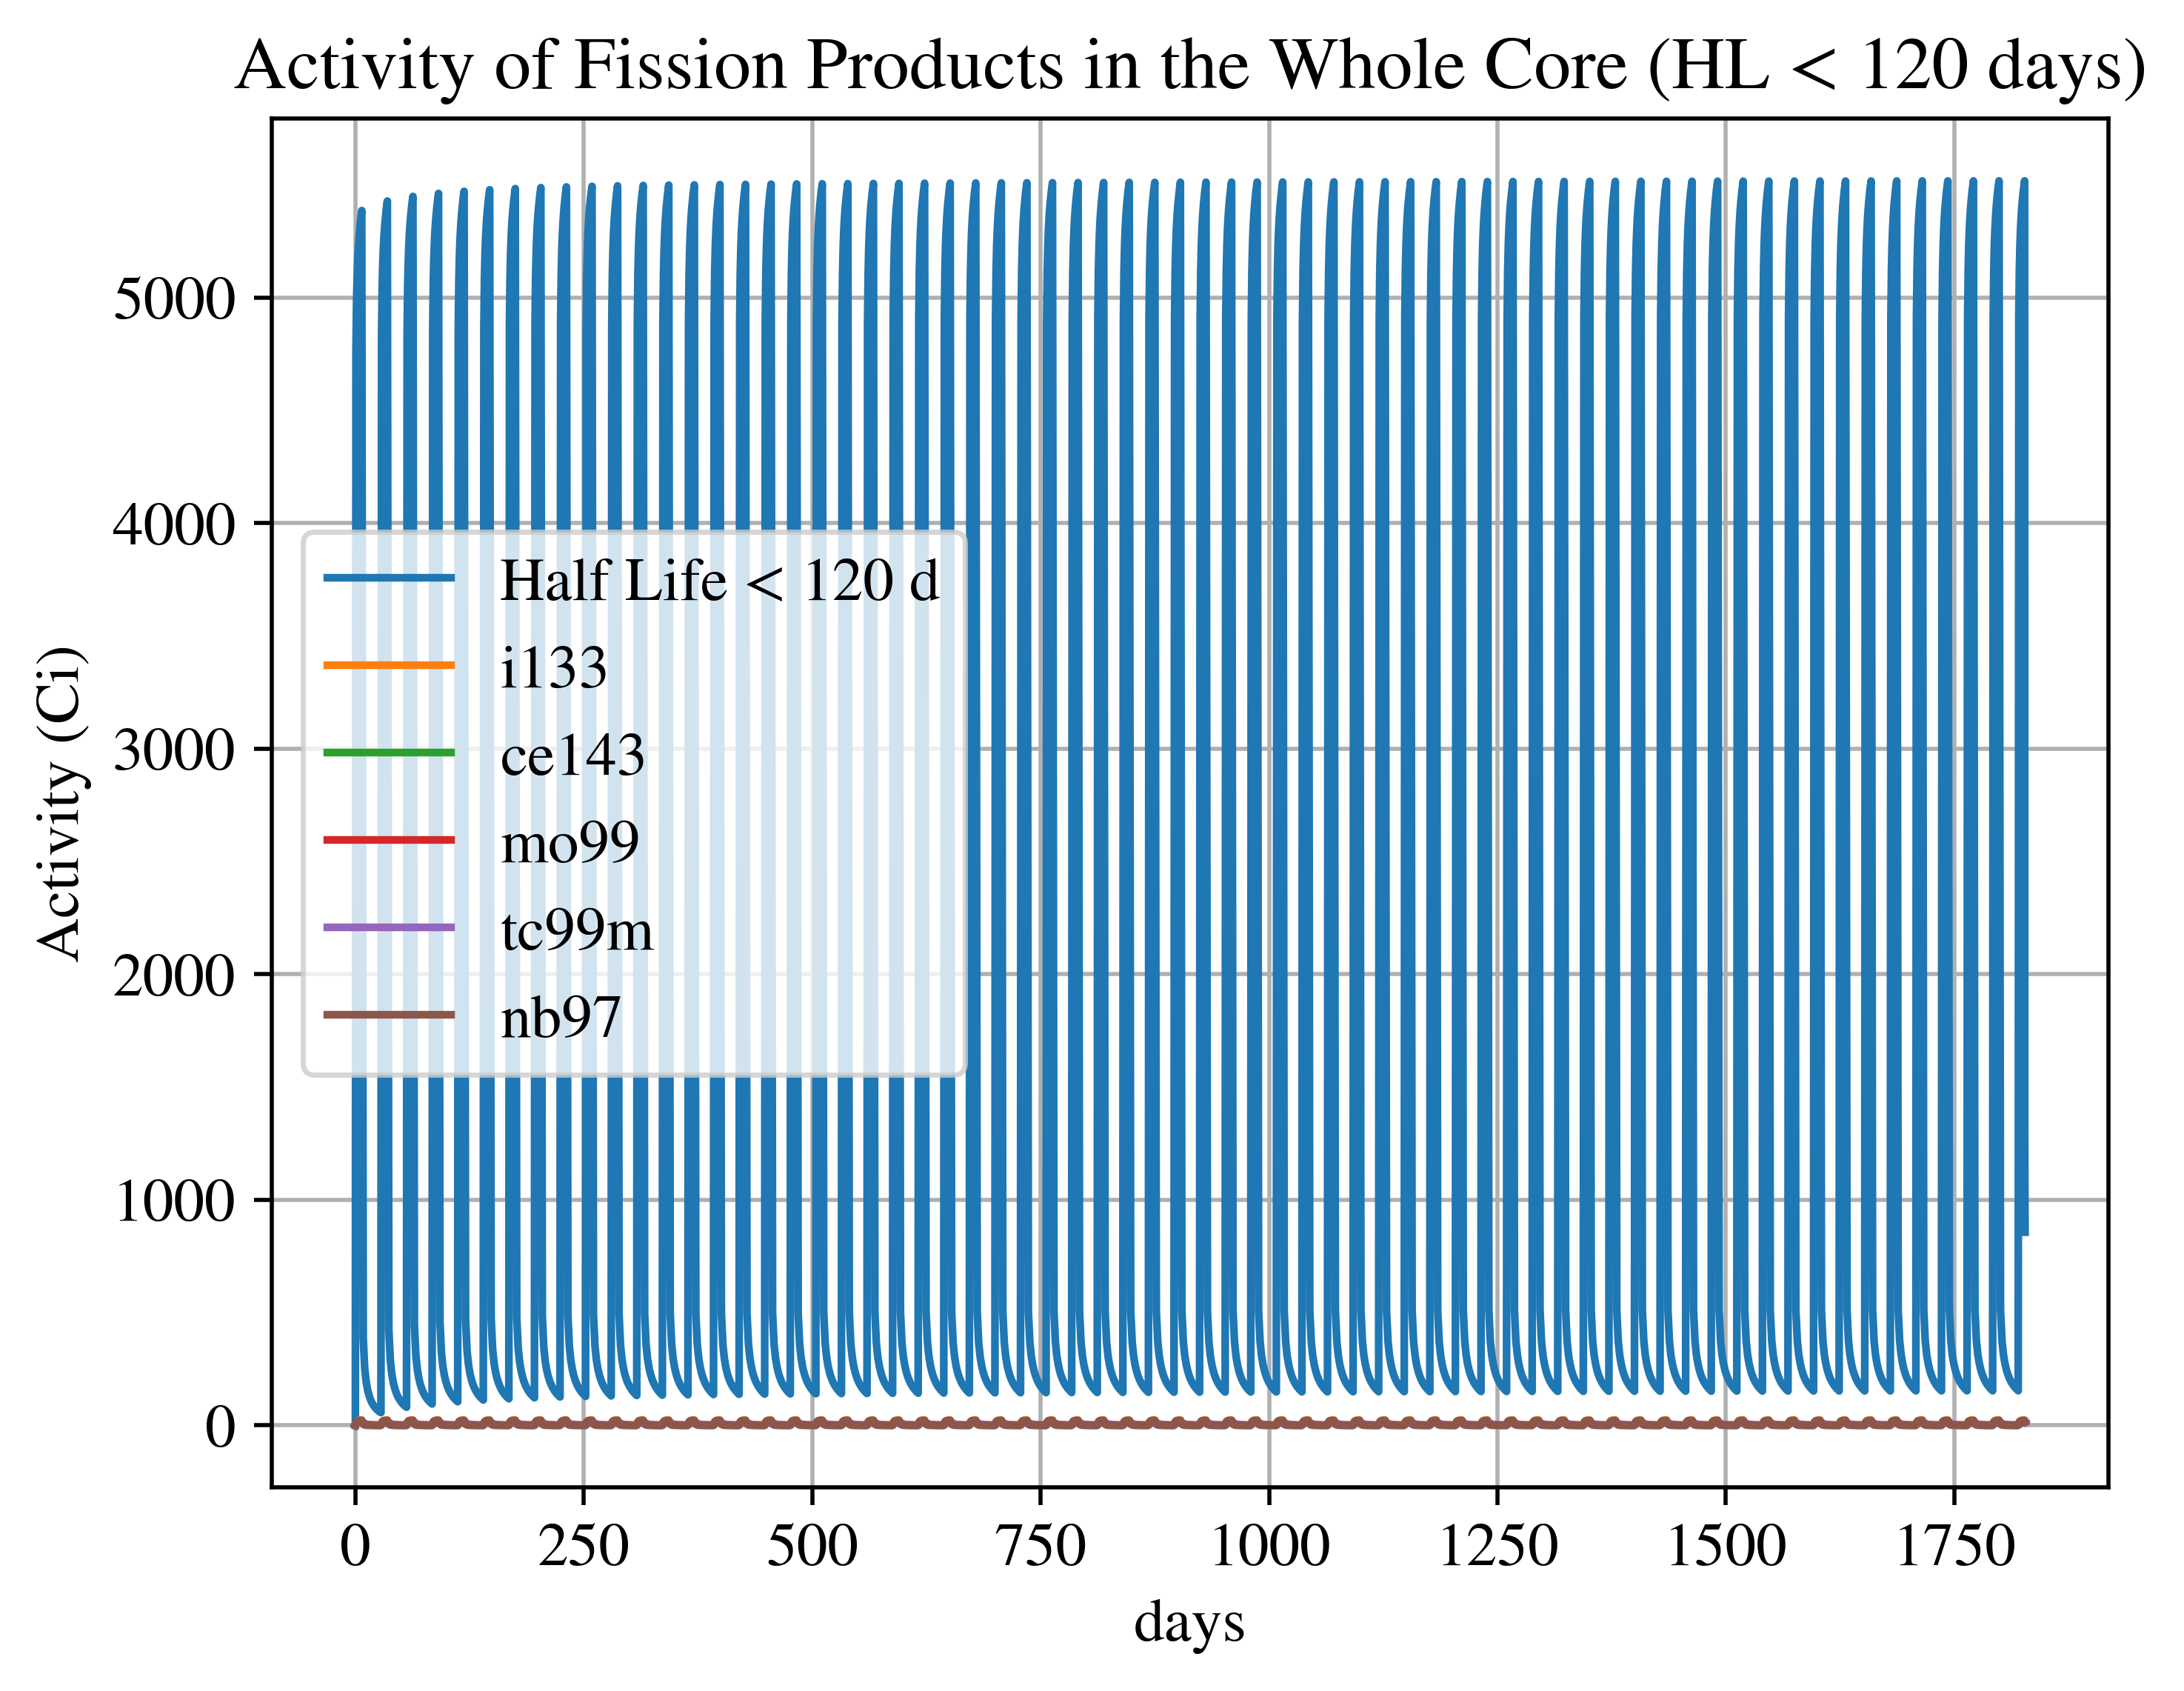 Activity of Fission Products in the Whole Core (HL < 120 days)
Activity (Ci)
5000
4000
3000
2000
1000
0
Half Life < 120 d
i133
ce143
mo99
tc99m
nb97
0 250 500 750 1000 1250 1500 1750
days